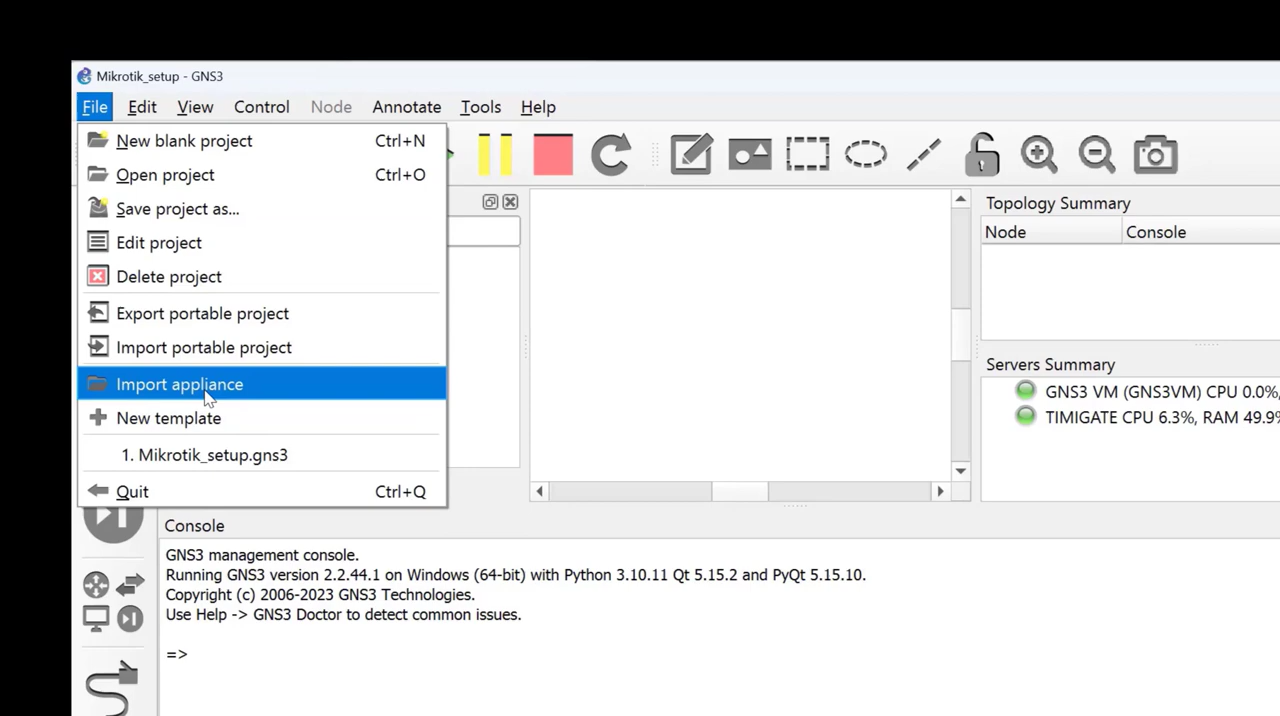 Mikrotik_setup - GNS3
File Edit View Control Node Annotate Tools Help
New blank project Ctrl+N
Open project Ctrl+O
Save project as...
Edit project
Delete project
Export portable project
Import portable project
Import appliance
New template
1. Mikrotik_setup.gns3
Quit Ctrl+Q
Topology Summary
Node Console
Servers Summary
GNS3 VM (GNS3VM) CPU 0.0%,
TIMIGATE CPU 6.3%, RAM 49.9%
Console
GNS3 management console.
Running GNS3 version 2.2.44.1 on Windows (64-bit) with Python 3.10.11 Qt 5.15.2 and PyQt 5.15.10.
Copyright (c) 2006-2023 GNS3 Technologies.
Use Help -> GNS3 Doctor to detect common issues.
=>